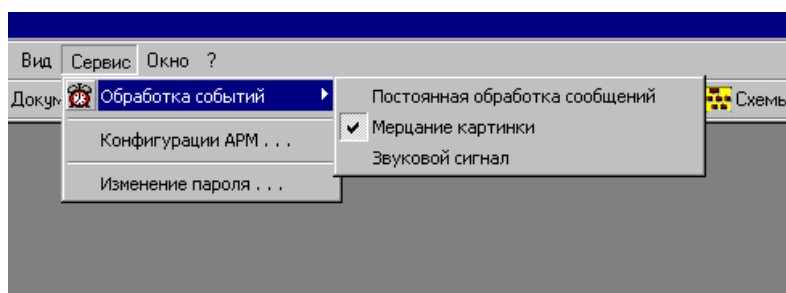 Вид Сервис Окно ?
Обработка событий
Постоянная обработка сообщений
Схемы
Мерцание картинки
Конфигурации АРМ . . .
Звуковой сигнал
Изменение пароля . . .